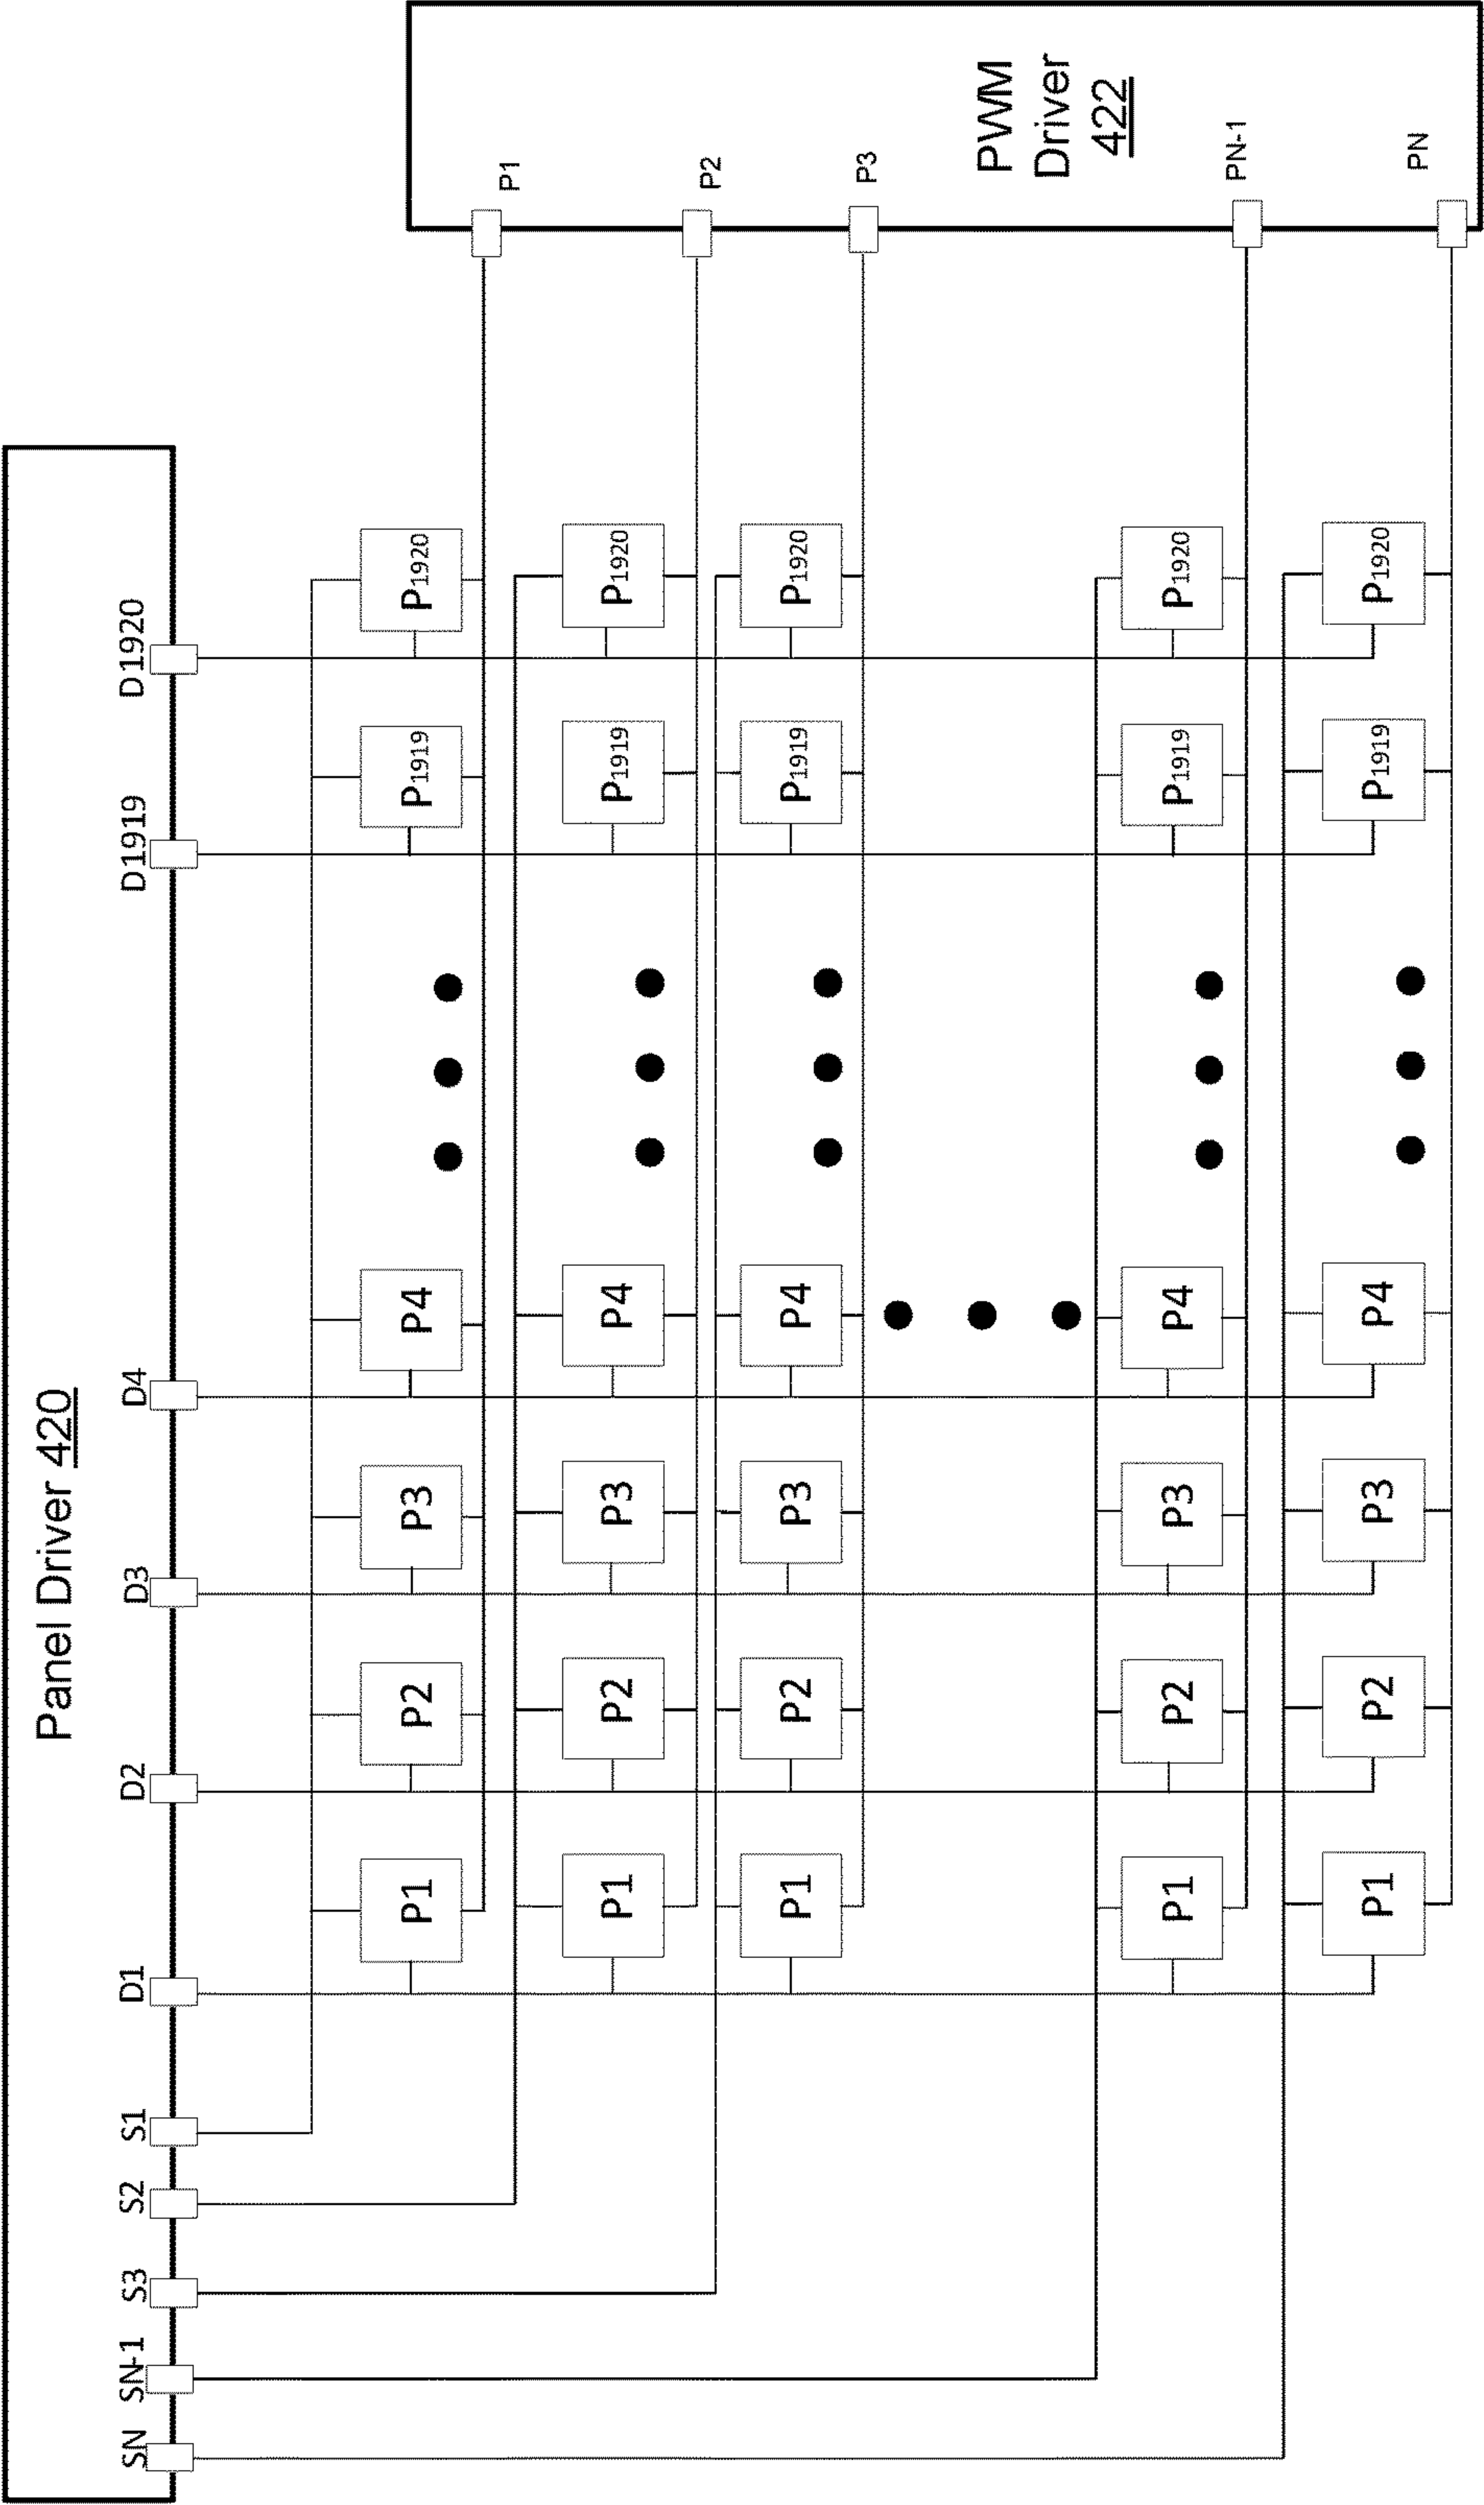 Panel Driver 420
SN
SN-1
S3
S2
S1
D1
D2
D3
D4
D1919
D1920
P1
P2
P3
P4
P1919
P1920
P1
P1
P2
P3
P4
P1919
P1920
P2
P1
P2
P3
P4
P1919
P1920
P3
PWM
Driver
422
P1
P2
P3
P4
P1919
P1920
PN-1
P1
P2
P3
P4
P1919
P1920
PN